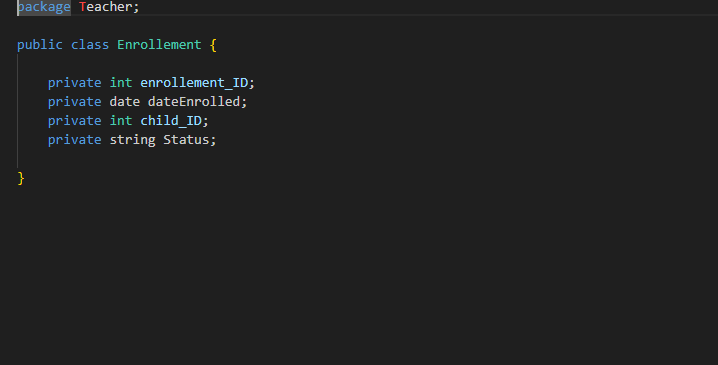 package Teacher;
public class Enrollement {
private int enrollement_ID;
private date dateEnrolled;
private int child_ID;
private string Status;
}